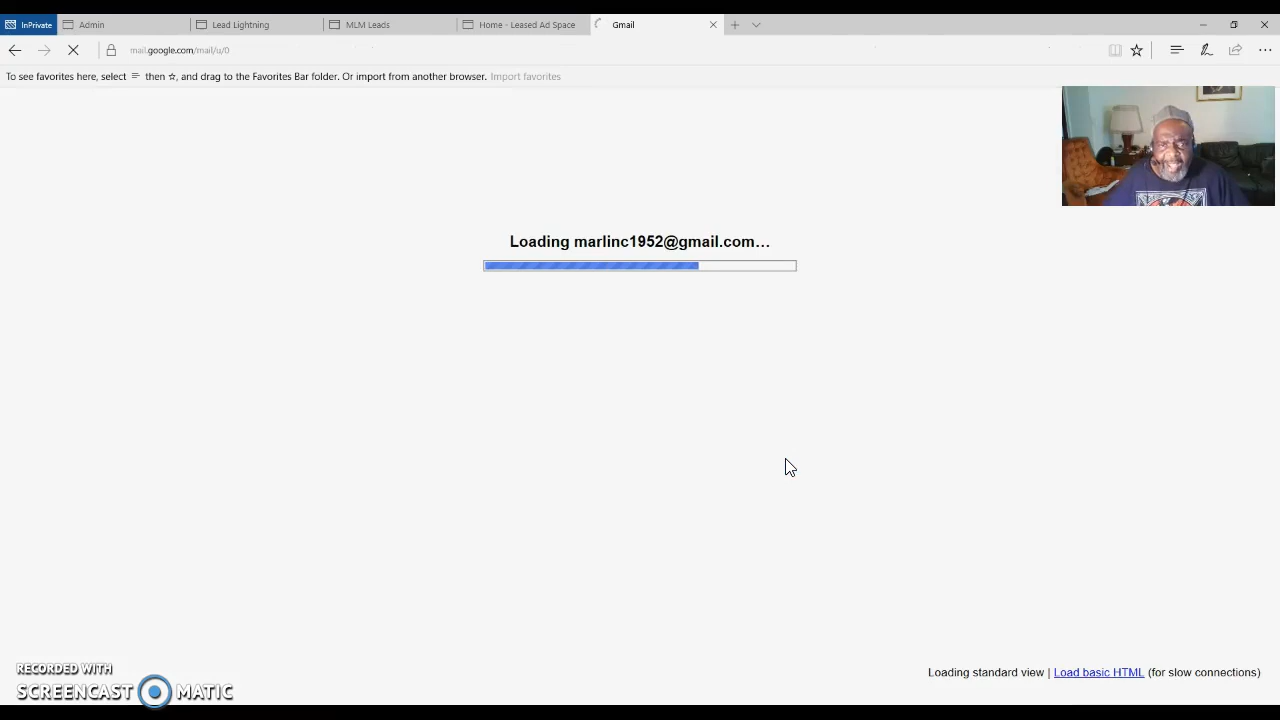 InPrivate Admin Lead Lightning MLM Leads Home - Leased Ad Space Gmail
mail.google.com/mail/u/0
To see favorites here, select then ☆, and drag to the Favorites Bar folder. Or import from another browser. Import favorites
Loading marlinc1952@gmail.com...
Loading standard view | Load basic HTML (for slow connections)
RECORDED WITH
SCREENCAST MATIC